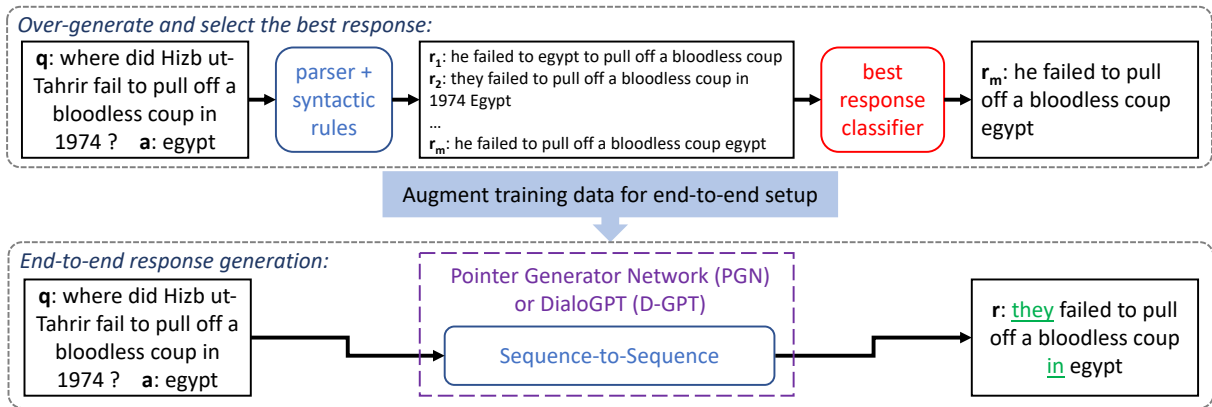 Over-generate and select the best response:
q: where did Hizb ut-
Tahrir fail to pull off a
bloodless coup in
1974 ? a: egypt
parser +
syntactic
rules
r1: he failed to egypt to pull off a bloodless coup
r2: they failed to pull off a bloodless coup in
1974 Egypt
...
rm: he failed to pull off a bloodless coup egypt
best
response
classifier
rm: he failed to pull
off a bloodless coup
egypt
Augment training data for end-to-end setup
End-to-end response generation:
q: where did Hizb ut-
Tahrir fail to pull off a
bloodless coup in
1974 ? a: egypt
Pointer Generator Network (PGN)
or DialoGPT (D-GPT)
Sequence-to-Sequence
r: they failed to pull
off a bloodless coup
in egypt